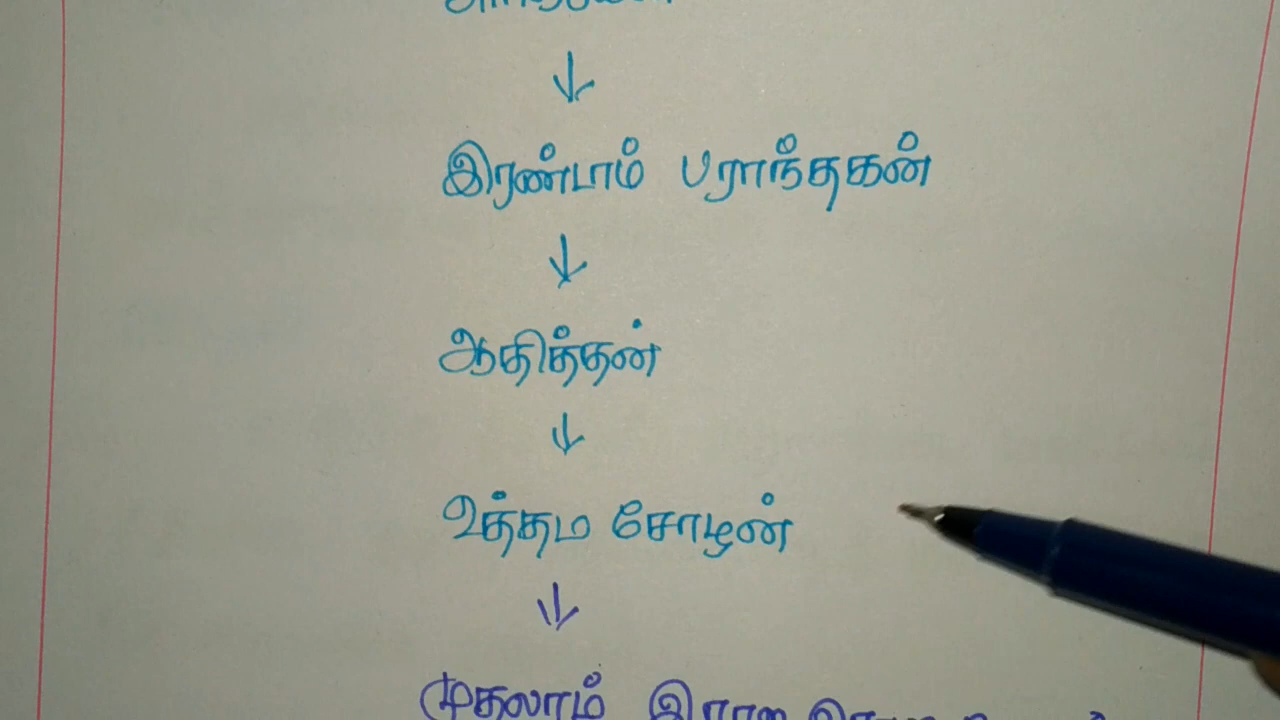 ↓
இரண்டாம் பராந்தகன்
↓
ஆதித்தன்
↓
உத்தம சோழன்
↓
முதலாம்